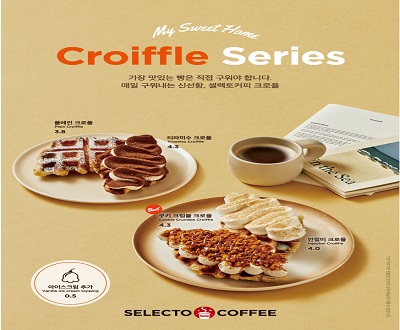 My Sweet Home
Croiffle Series
가장 맛있는 빵은 직접 구워야 합니다.
매일 구워내는 신선함, 셀렉토커피 크로플
플레인 크로플
Plain Croiffle
3.8
티라미수 크로플
Tiramisu Croiffle
4.3
Best
쿠키 크럼블 크로플
Cookie Crumble Croiffle
4.3
인절미 크로플
Injeolmi Croiffle
4.0
in the Sea
아이스크림 추가
Vanilla ice cream topping
0.5
SELECTO COFFEE